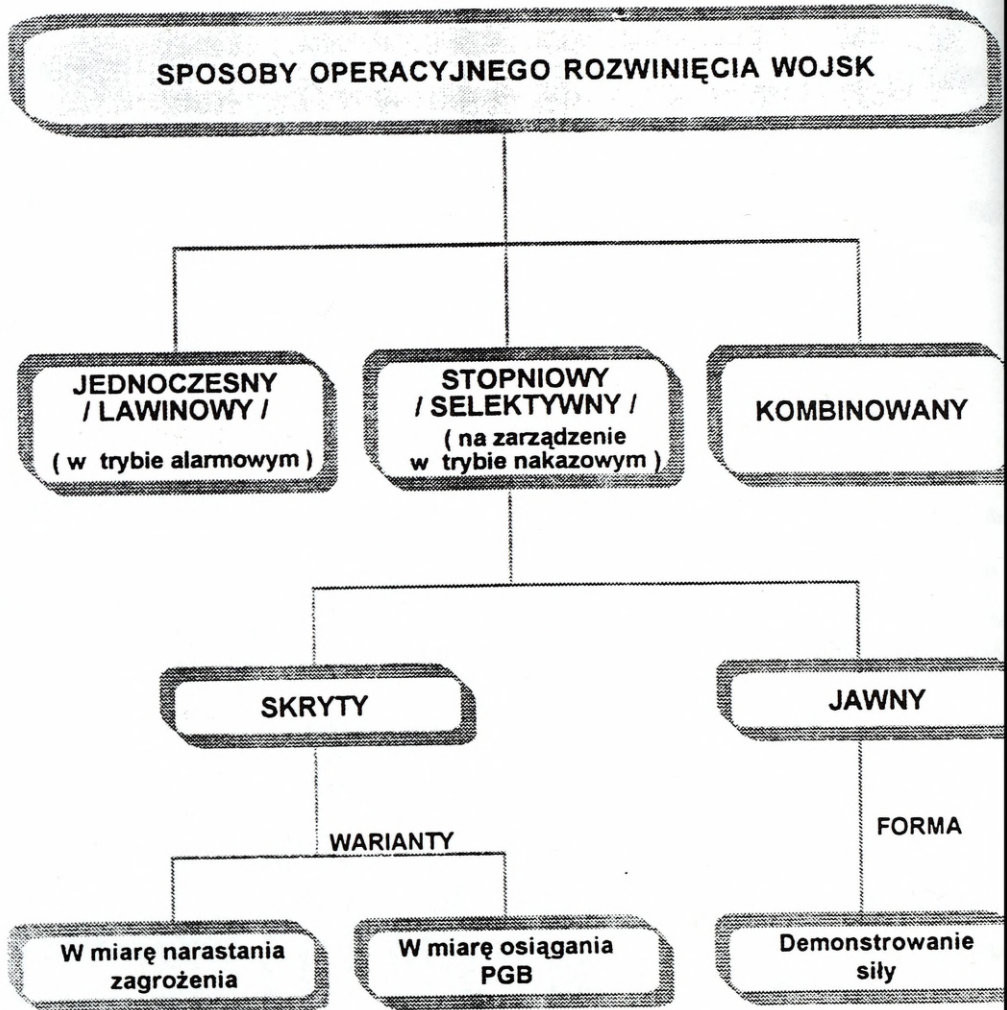 SPOSOBY OPERACYJNEGO ROZWINIĘCIA WOJSK
JEDNOCZESNY
/ LAWINOWY /
( w trybie alarmowym )
STOPNIOWY
/ SELEKTYWNY /
( na zarządzenie
w trybie nakazowym )
KOMBINOWANY
SKRYTY
JAWNY
WARIANTY
FORMA
W miarę narastania
zagrożenia
W miarę osiągania
PGB
Demonstrowanie
siły